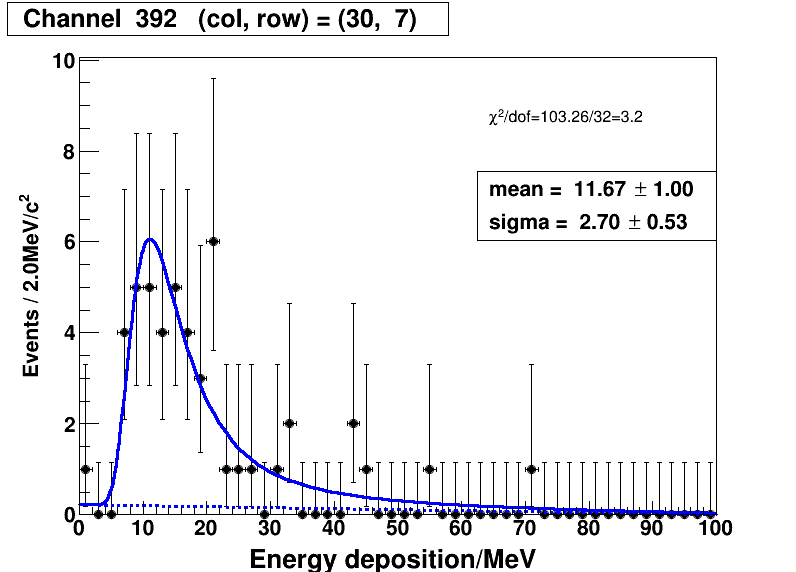 Channel 392 (col, row) = (30, 7)
χ²/dof=103.26/32=3.2
mean = 11.67 ± 1.00
sigma = 2.70 ± 0.53
Events / 2.0MeV/c²
10
8
6
4
2
0
0 10 20 30 40 50 60 70 80 90 100
Energy deposition/MeV